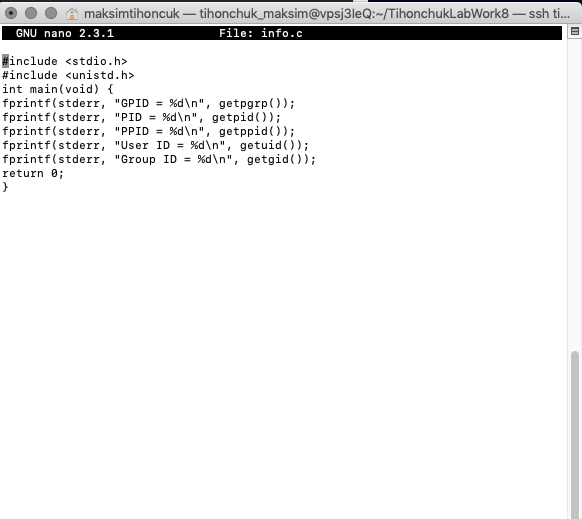 maksimtihoncuk — tihonchuk_maksim@vpsj3IeQ:~/TihonchukLabWork8 — ssh ti...
GNU nano 2.3.1 File: info.c
#include <stdio.h>
#include <unistd.h>
int main(void) {
fprintf(stderr, "GPID = %d\n", getpgrp());
fprintf(stderr, "PID = %d\n", getpid());
fprintf(stderr, "PPID = %d\n", getppid());
fprintf(stderr, "User ID = %d\n", getuid());
fprintf(stderr, "Group ID = %d\n", getgid());
return 0;
}